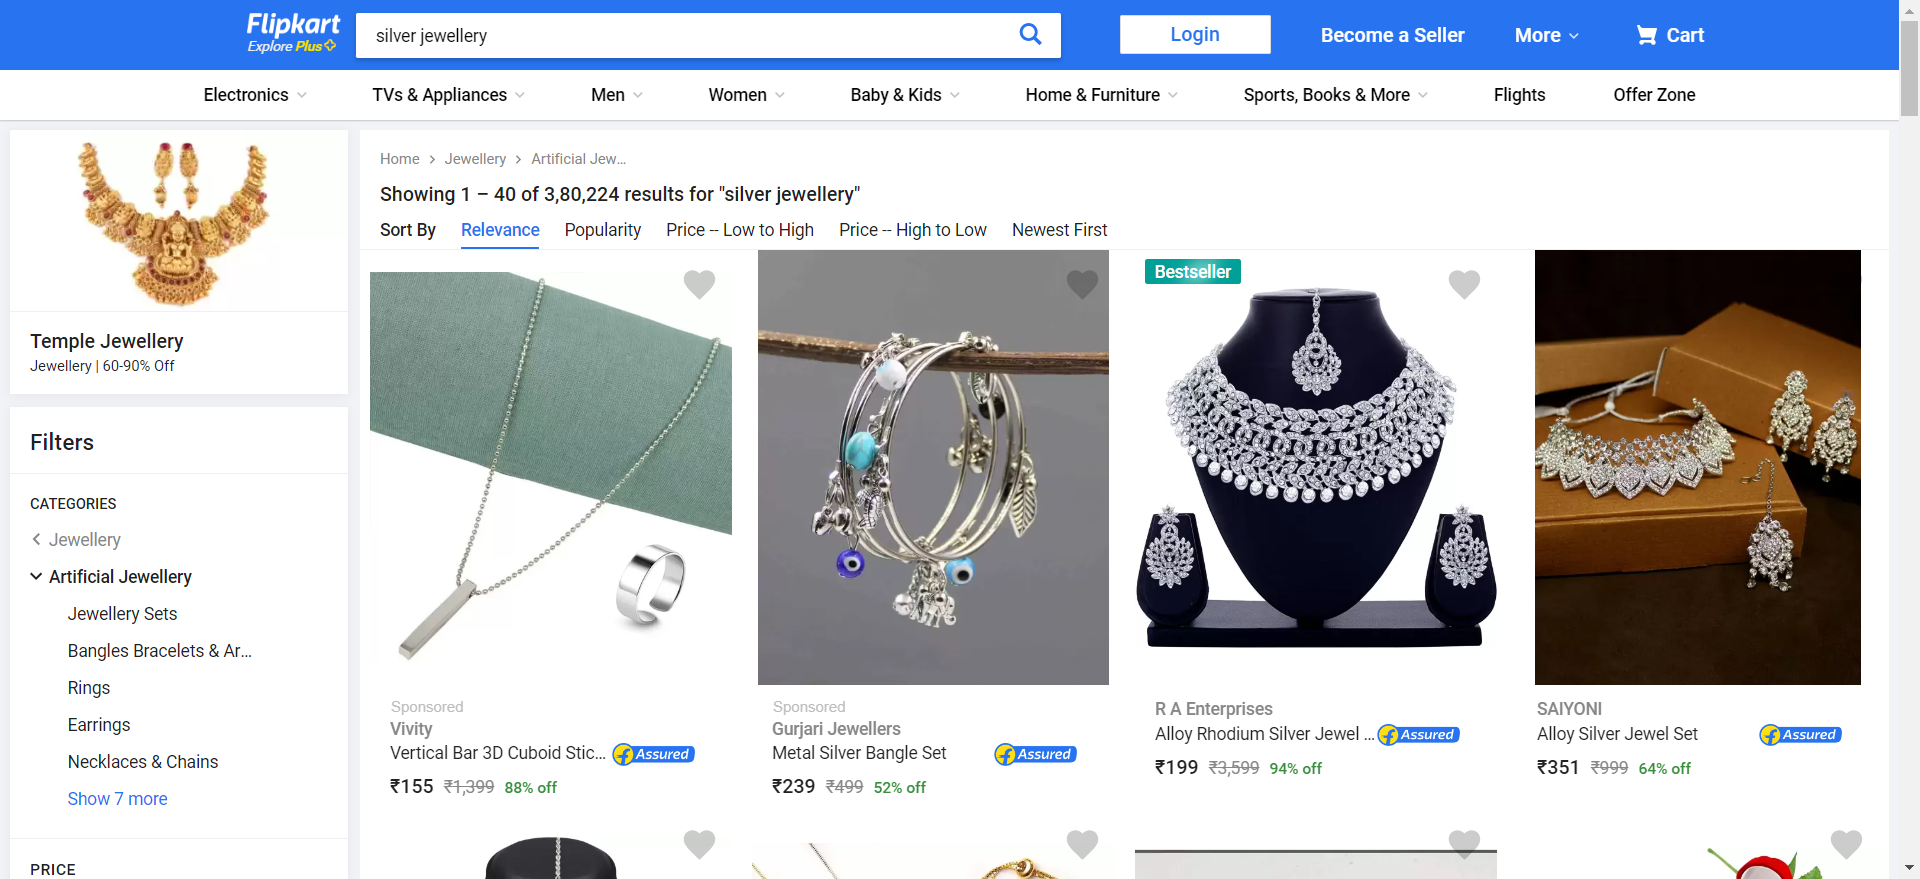 Flipkart
Explore Plus
silver jewellery
Login
Become a Seller
More
Cart
Electronics
TVs & Appliances
Men
Women
Baby & Kids
Home & Furniture
Sports, Books & More
Flights
Offer Zone
Temple Jewellery
Jewellery | 60-90% Off
Filters
CATEGORIES
Jewellery
Artificial Jewellery
Jewellery Sets
Bangles Bracelets & Ar...
Rings
Earrings
Necklaces & Chains
Show 7 more
PRICE
Home
Jewellery
Artificial Jew...
Showing 1 – 40 of 3,80,224 results for "silver jewellery"
Sort By
Relevance
Popularity
Price -- Low to High
Price -- High to Low
Newest First
Sponsored
Vivity
Vertical Bar 3D Cuboid Stic...
Assured
₹155 ₹1,399 88% off
Sponsored
Gurjari Jewellers
Metal Silver Bangle Set
Assured
₹239 ₹499 52% off
Bestseller
R A Enterprises
Alloy Rhodium Silver Jewel ...
Assured
₹199 ₹3,599 94% off
SAIYONI
Alloy Silver Jewel Set
Assured
₹351 ₹999 64% off